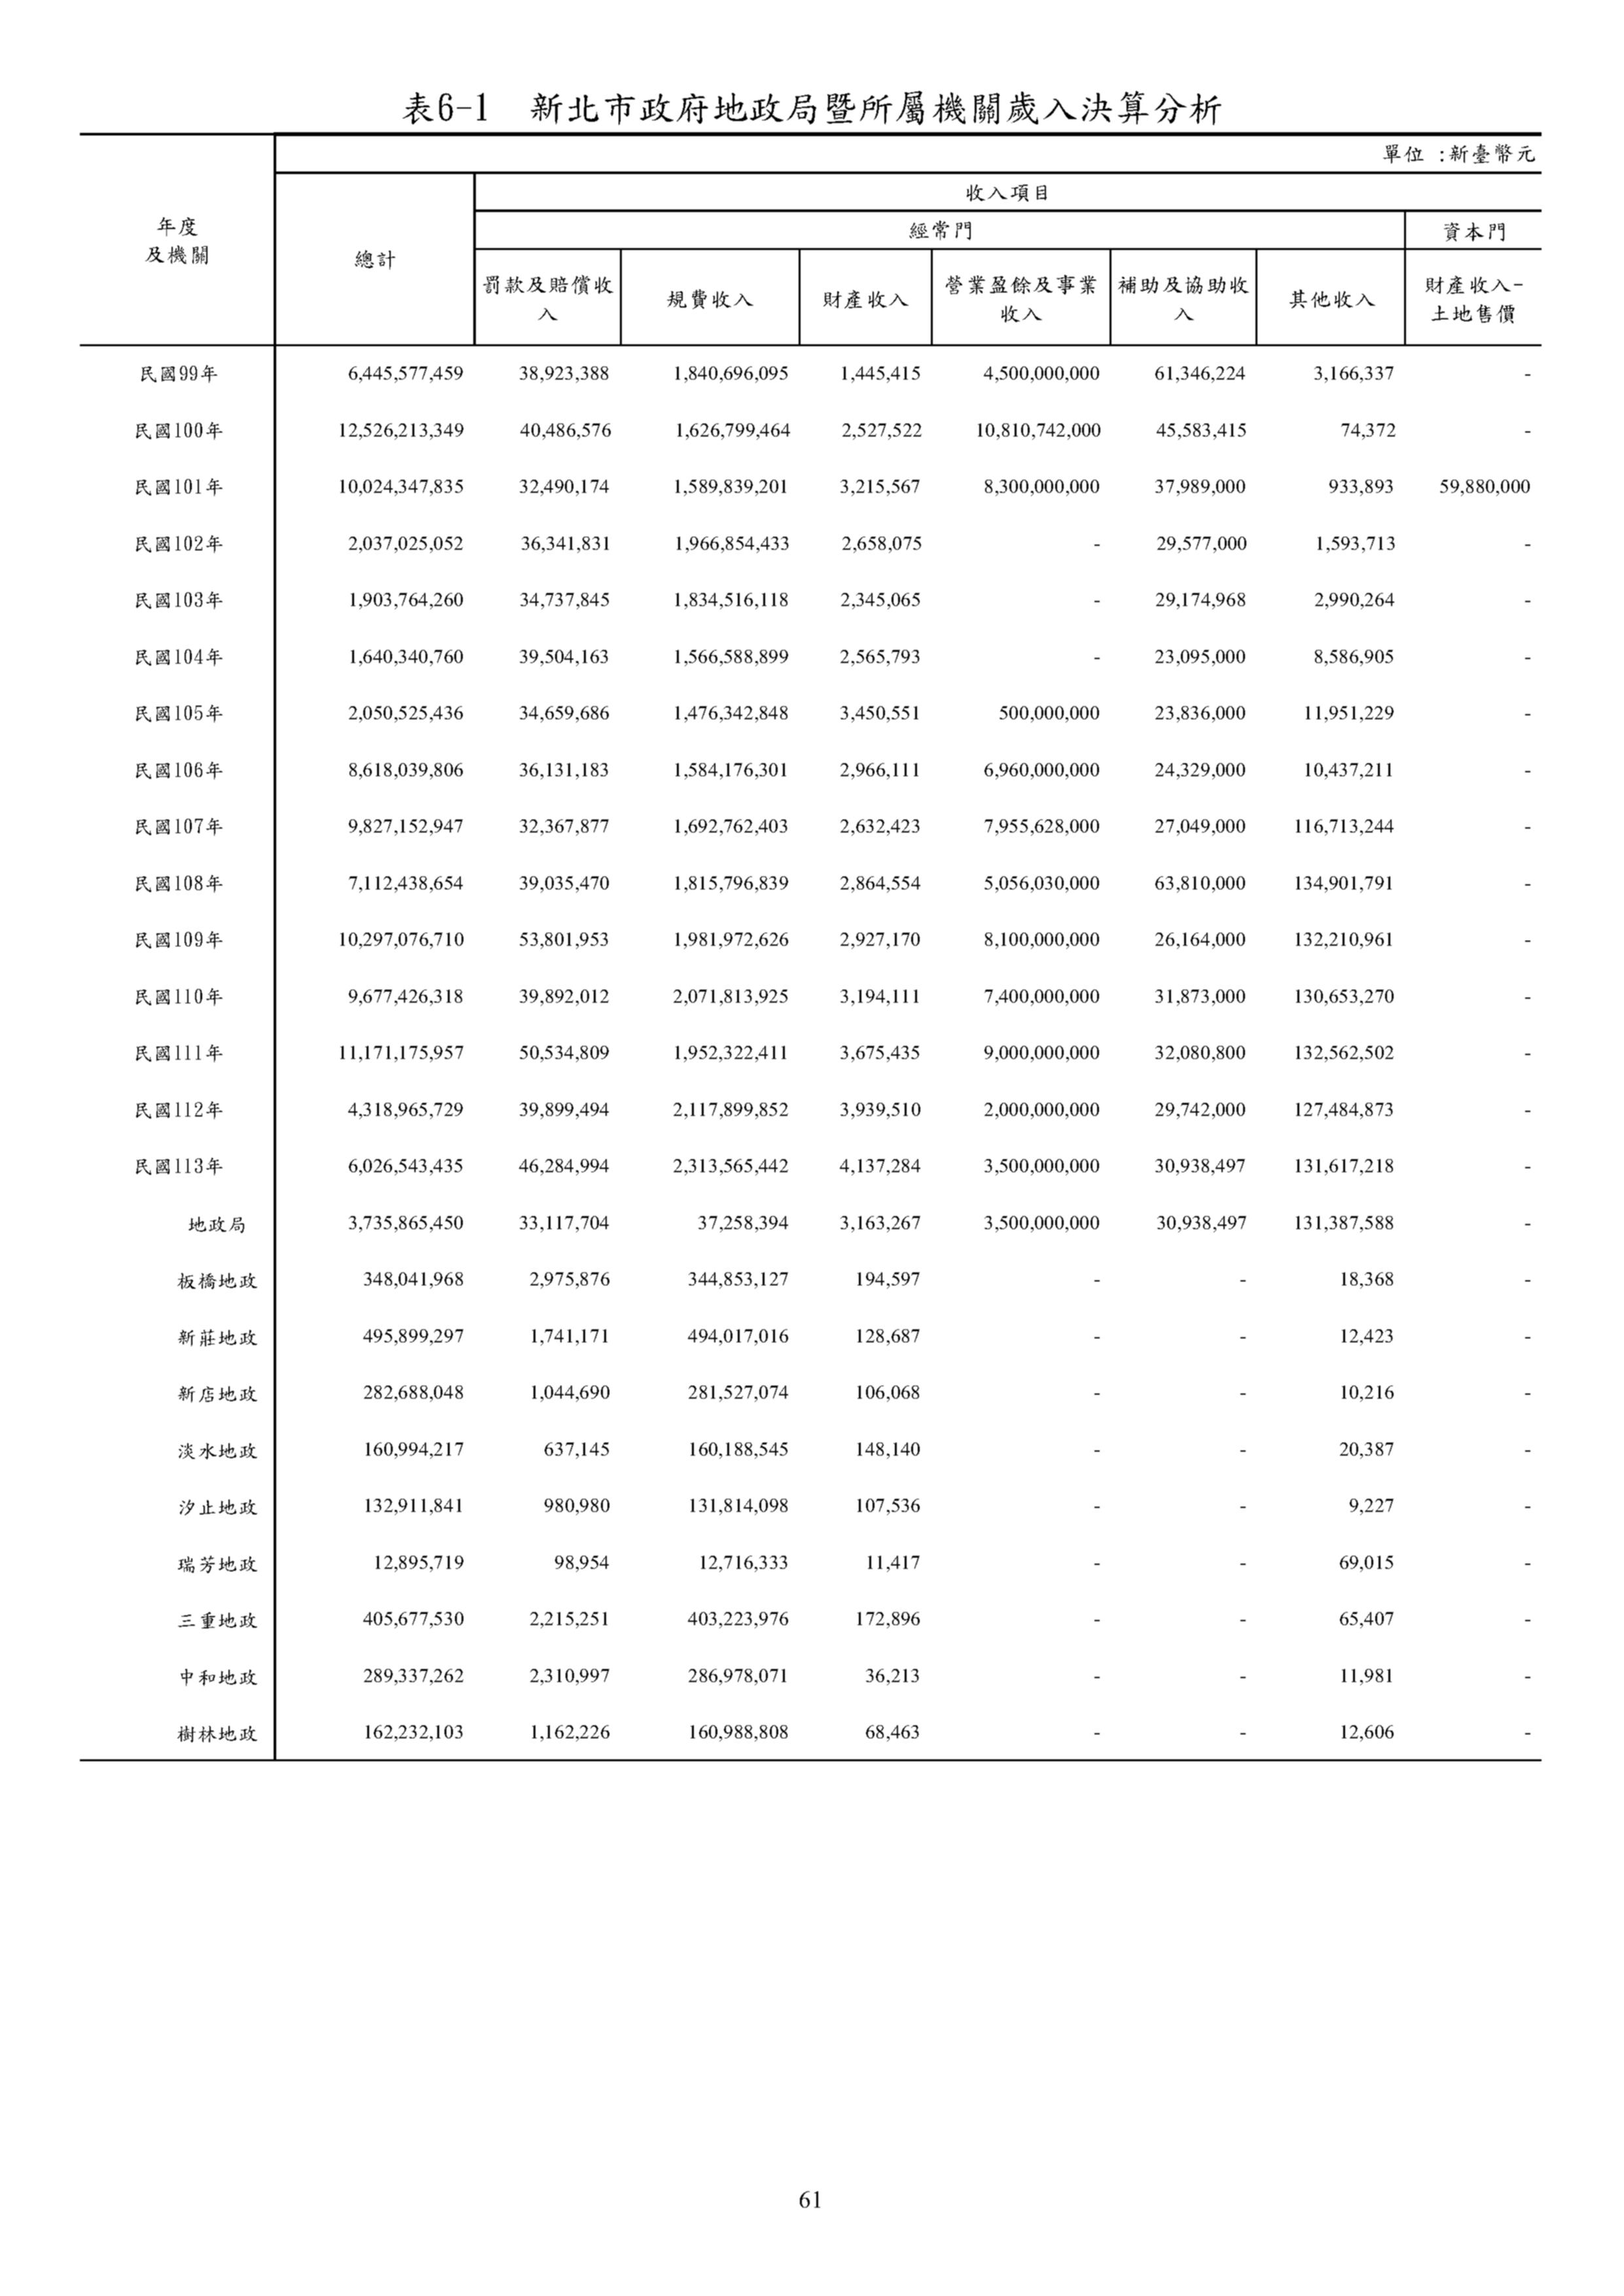 表6-1 新北市政府地政局暨所屬機關歲入決算分析
單位 :新臺幣元
年度
及機關
總計
收入項目
經常門
資本門
罰款及賠償收
入
規費收入
財產收入
營業盈餘及事業
收入
補助及協助收
入
其他收入
財產收入-
土地售價
民國99年 6,445,577,459 38,923,388 1,840,696,095 1,445,415 4,500,000,000 61,346,224 3,166,337 -
民國100年 12,526,213,349 40,486,576 1,626,799,464 2,527,522 10,810,742,000 45,583,415 74,372 -
民國101年 10,024,347,835 32,490,174 1,589,839,201 3,215,567 8,300,000,000 37,989,000 933,893 59,880,000
民國102年 2,037,025,052 36,341,831 1,966,854,433 2,658,075 - 29,577,000 1,593,713 -
民國103年 1,903,764,260 34,737,845 1,834,516,118 2,345,065 - 29,174,968 2,990,264 -
民國104年 1,640,340,760 39,504,163 1,566,588,899 2,565,793 - 23,095,000 8,586,905 -
民國105年 2,050,525,436 34,659,686 1,476,342,848 3,450,551 500,000,000 23,836,000 11,951,229 -
民國106年 8,618,039,806 36,131,183 1,584,176,301 2,966,111 6,960,000,000 24,329,000 10,437,211 -
民國107年 9,827,152,947 32,367,877 1,692,762,403 2,632,423 7,955,628,000 27,049,000 116,713,244 -
民國108年 7,112,438,654 39,035,470 1,815,796,839 2,864,554 5,056,030,000 63,810,000 134,901,791 -
民國109年 10,297,076,710 53,801,953 1,981,972,626 2,927,170 8,100,000,000 26,164,000 132,210,961 -
民國110年 9,677,426,318 39,892,012 2,071,813,925 3,194,111 7,400,000,000 31,873,000 130,653,270 -
民國111年 11,171,175,957 50,534,809 1,952,322,411 3,675,435 9,000,000,000 32,080,800 132,562,502 -
民國112年 4,318,965,729 39,899,494 2,117,899,852 3,939,510 2,000,000,000 29,742,000 127,484,873 -
民國113年 6,026,543,435 46,284,994 2,313,565,442 4,137,284 3,500,000,000 30,938,497 131,617,218 -
地政局 3,735,865,450 33,117,704 37,258,394 3,163,267 3,500,000,000 30,938,497 131,387,588 -
板橋地政 348,041,968 2,975,876 344,853,127 194,597 - - 18,368 -
新莊地政 495,899,297 1,741,171 494,017,016 128,687 - - 12,423 -
新店地政 282,688,048 1,044,690 281,527,074 106,068 - - 10,216 -
淡水地政 160,994,217 637,145 160,188,545 148,140 - - 20,387 -
汐止地政 132,911,841 980,980 131,814,098 107,536 - - 9,227 -
瑞芳地政 12,895,719 98,954 12,716,333 11,417 - - 69,015 -
三重地政 405,677,530 2,215,251 403,223,976 172,896 - - 65,407 -
中和地政 289,337,262 2,310,997 286,978,071 36,213 - - 11,981 -
樹林地政 162,232,103 1,162,226 160,988,808 68,463 - - 12,606 -
61